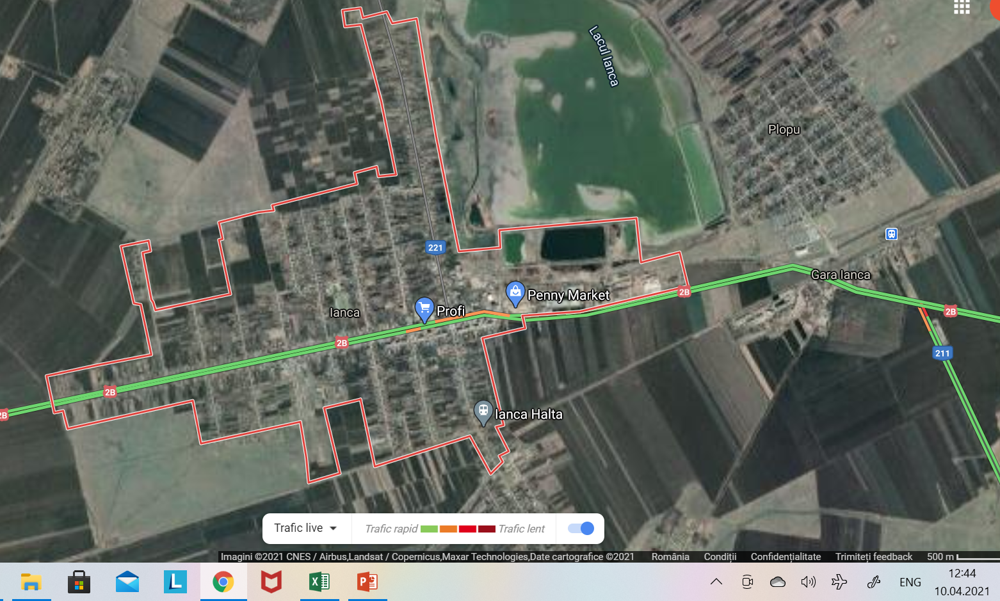 Lacul Ianca
Plopu
221
Gara Ianca
2B
Penny Market
Profi
Ianca
2B
2B
211
2B
2B
Ianca Halta
2B
Trafic live
Trafic rapid
Trafic lent
Imagini ©2021 CNES / Airbus,Landsat / Copernicus,Maxar Technologies,Date cartografice ©2021 România Condiții Confidențialitate Trimiteți feedback 500 m
L
X
P
ENG
12:44
10.04.2021